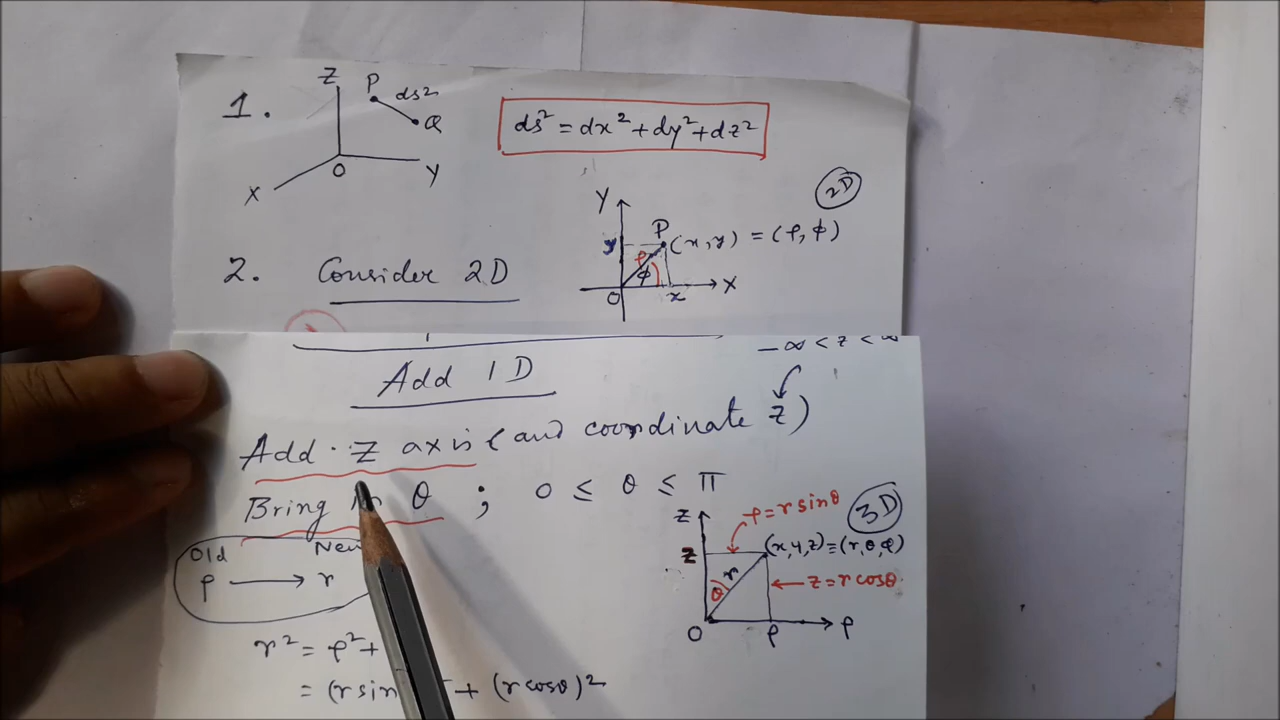 1.
Z
P
ds2
Q
O
X
Y
ds² = dx² + dy² + dz²
2D
Y
y
P
(x, y) = (ρ, ϕ)
ρ
ϕ
O
x
X
2. Consider 2D
Add 1D
-∞ < z < ∞
Add · Z axis (and coordinate z)
Bring θ ; 0 ≤ θ ≤ π
3D
Old
ρ → r
r² = ρ² +
= (r sin + (r cosθ)²
Z
ρ = r sinθ
z
(x, y, z) ≡ (r, θ, ϕ)
r
θ
z = r cosθ
O
ρ
ρ